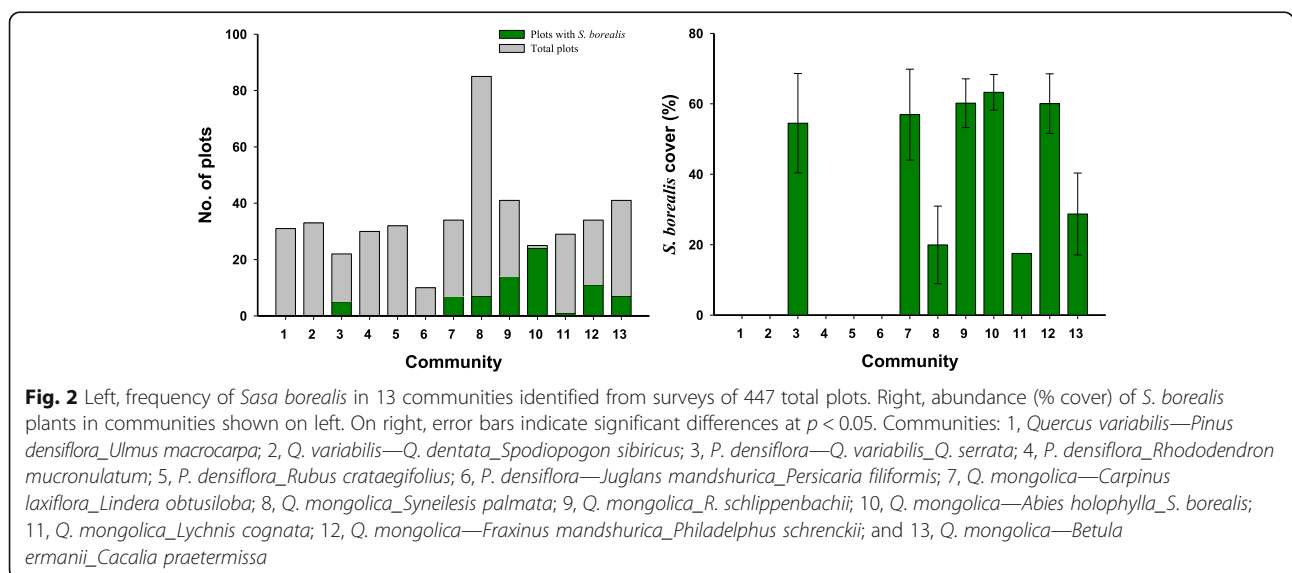 100
80
60
40
20
0
No. of plots
Plots with S. borealis
Total plots
1 2 3 4 5 6 7 8 9 10 11 12 13
Community
80
60
40
20
0
S. borealis cover (%)
1 2 3 4 5 6 7 8 9 10 11 12 13
Community
Fig. 2 Left, frequency of Sasa borealis in 13 communities identified from surveys of 447 total plots. Right, abundance (% cover) of S. borealis
plants in communities shown on left. On right, error bars indicate significant differences at p < 0.05. Communities: 1, Quercus variabilis—Pinus
densiflora_Ulmus macrocarpa; 2, Q. variabilis—Q. dentata_Spodiopogon sibiricus; 3, P. densiflora—Q. variabilis_Q. serrata; 4, P. densiflora_Rhododendron
mucronulatum; 5, P. densiflora_Rubus crataegifolius; 6, P. densiflora—Juglans mandshurica_Persicaria filiformis; 7, Q. mongolica—Carpinus
laxiflora_Lindera obtusiloba; 8, Q. mongolica_Syneilesis palmata; 9, Q. mongolica_R. schlippenbachii; 10, Q. mongolica—Abies holophylla_S. borealis;
11, Q. mongolica_Lychnis cognata; 12, Q. mongolica—Fraxinus mandshurica_Philadelphus schrenckii; and 13, Q. mongolica—Betula
ermanii_Cacalia praetermissa